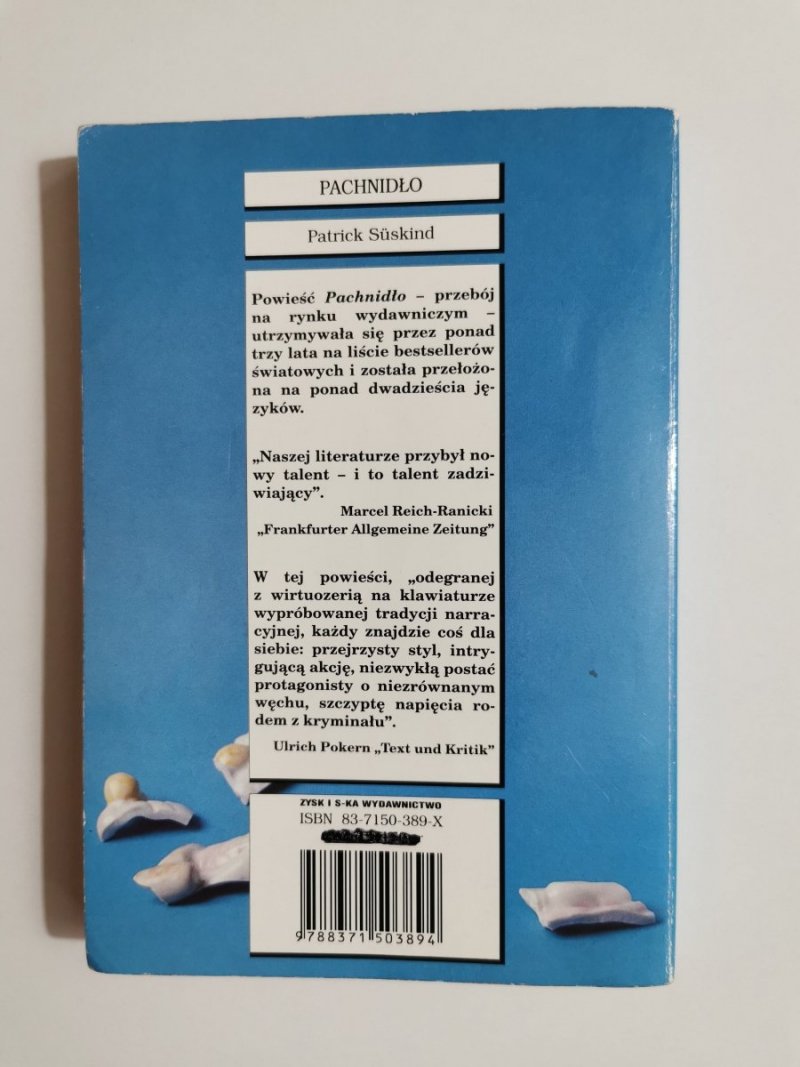 PACHNIDŁO
Patrick Süskind
Powieść Pachnidło – przebój
na rynku wydawniczym –
utrzymywała się przez ponad
trzy lata na liście bestsellerów
światowych i została przełożo-
na na ponad dwadzieścia ję-
zyków.
„Naszej literaturze przybył no-
wy talent – i to talent zadzi-
wiający”.
Marcel Reich-Ranicki
„Frankfurter Allgemeine Zeitung”
W tej powieści, „odegranej
z wirtuozerią na klawiaturze
wypróbowanej tradycji narra-
cyjnej, każdy znajdzie coś dla
siebie: przejrzysty styl, intry-
gującą akcję, niezwykłą postać
protagonisty o niezrównanym
węchu, szczyptę napięcia ro-
dem z kryminału”.
Ulrich Pokern „Text und Kritik”
ZYSK I S-KA WYDAWNICTWO
ISBN 83-7150-389-X
9788371503894